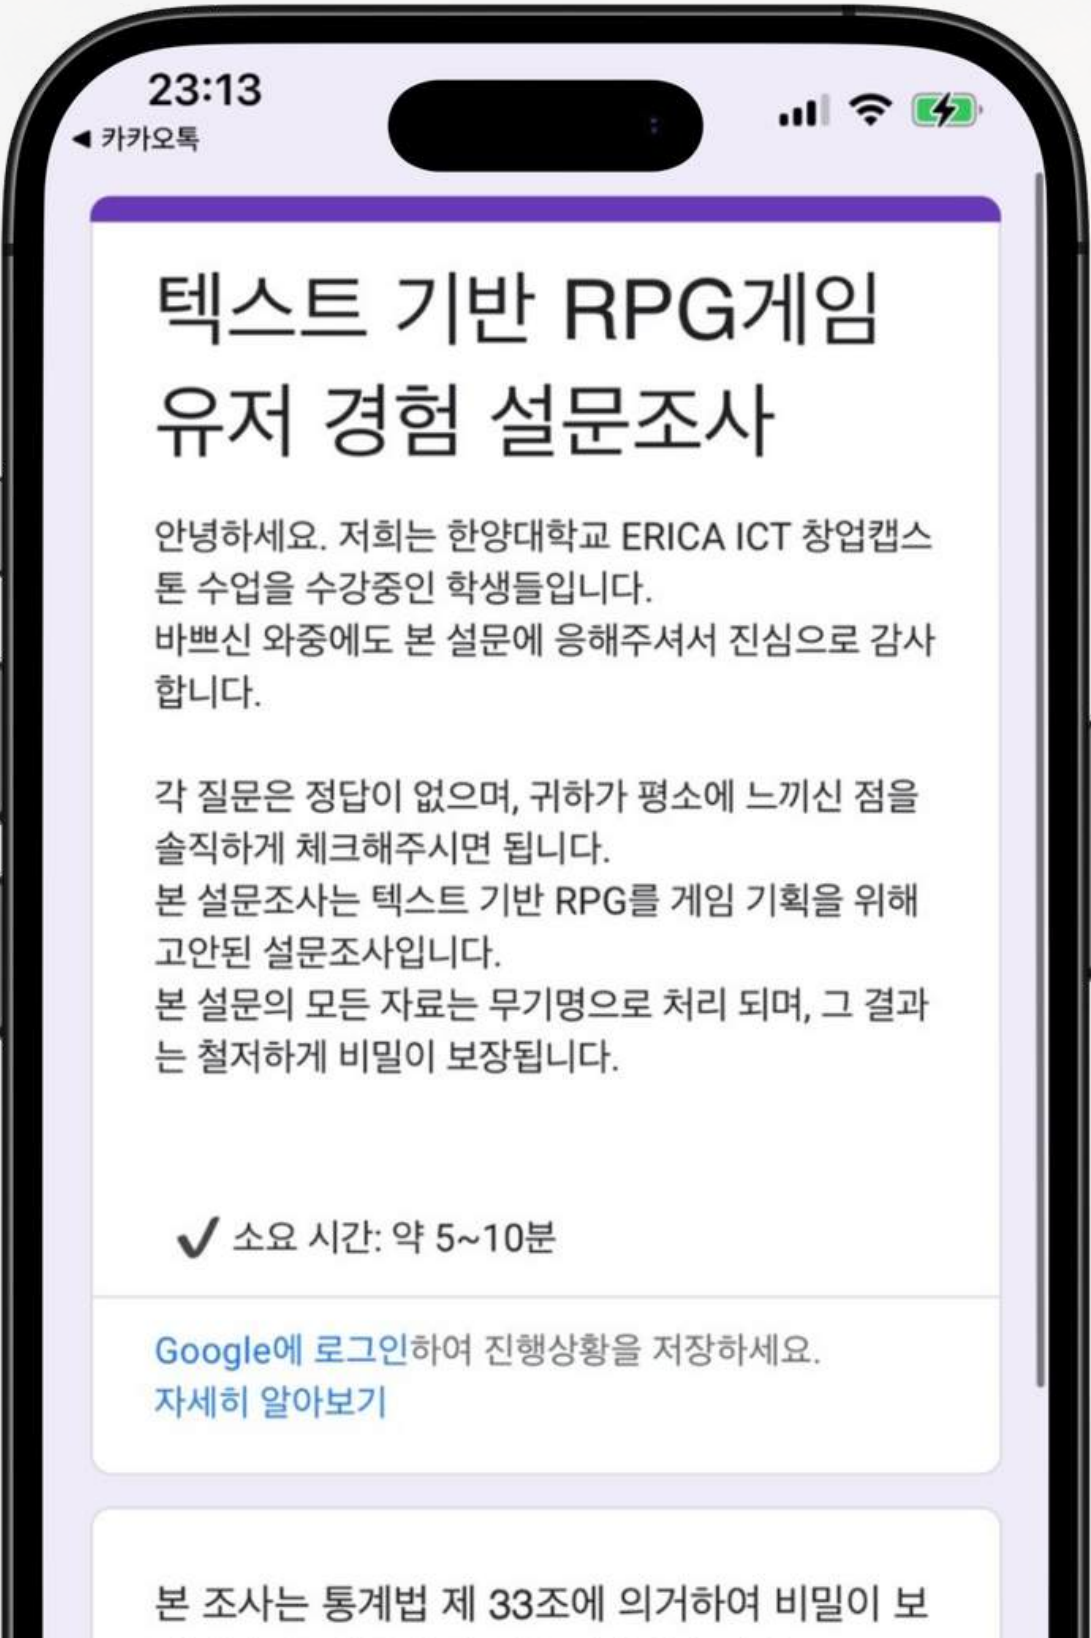 23:13
◀ 카카오톡
텍스트 기반 RPG게임
유저 경험 설문조사
안녕하세요. 저희는 한양대학교 ERICA ICT 창업캡스
톤 수업을 수강중인 학생들입니다.
바쁘신 와중에도 본 설문에 응해주셔서 진심으로 감사
합니다.
각 질문은 정답이 없으며, 귀하가 평소에 느끼신 점을
솔직하게 체크해주시면 됩니다.
본 설문조사는 텍스트 기반 RPG를 게임 기획을 위해
고안된 설문조사입니다.
본 설문의 모든 자료는 무기명으로 처리 되며, 그 결과
는 철저하게 비밀이 보장됩니다.
✔ 소요 시간: 약 5~10분
Google에 로그인하여 진행상황을 저장하세요.
자세히 알아보기
본 조사는 통계법 제 33조에 의거하여 비밀이 보